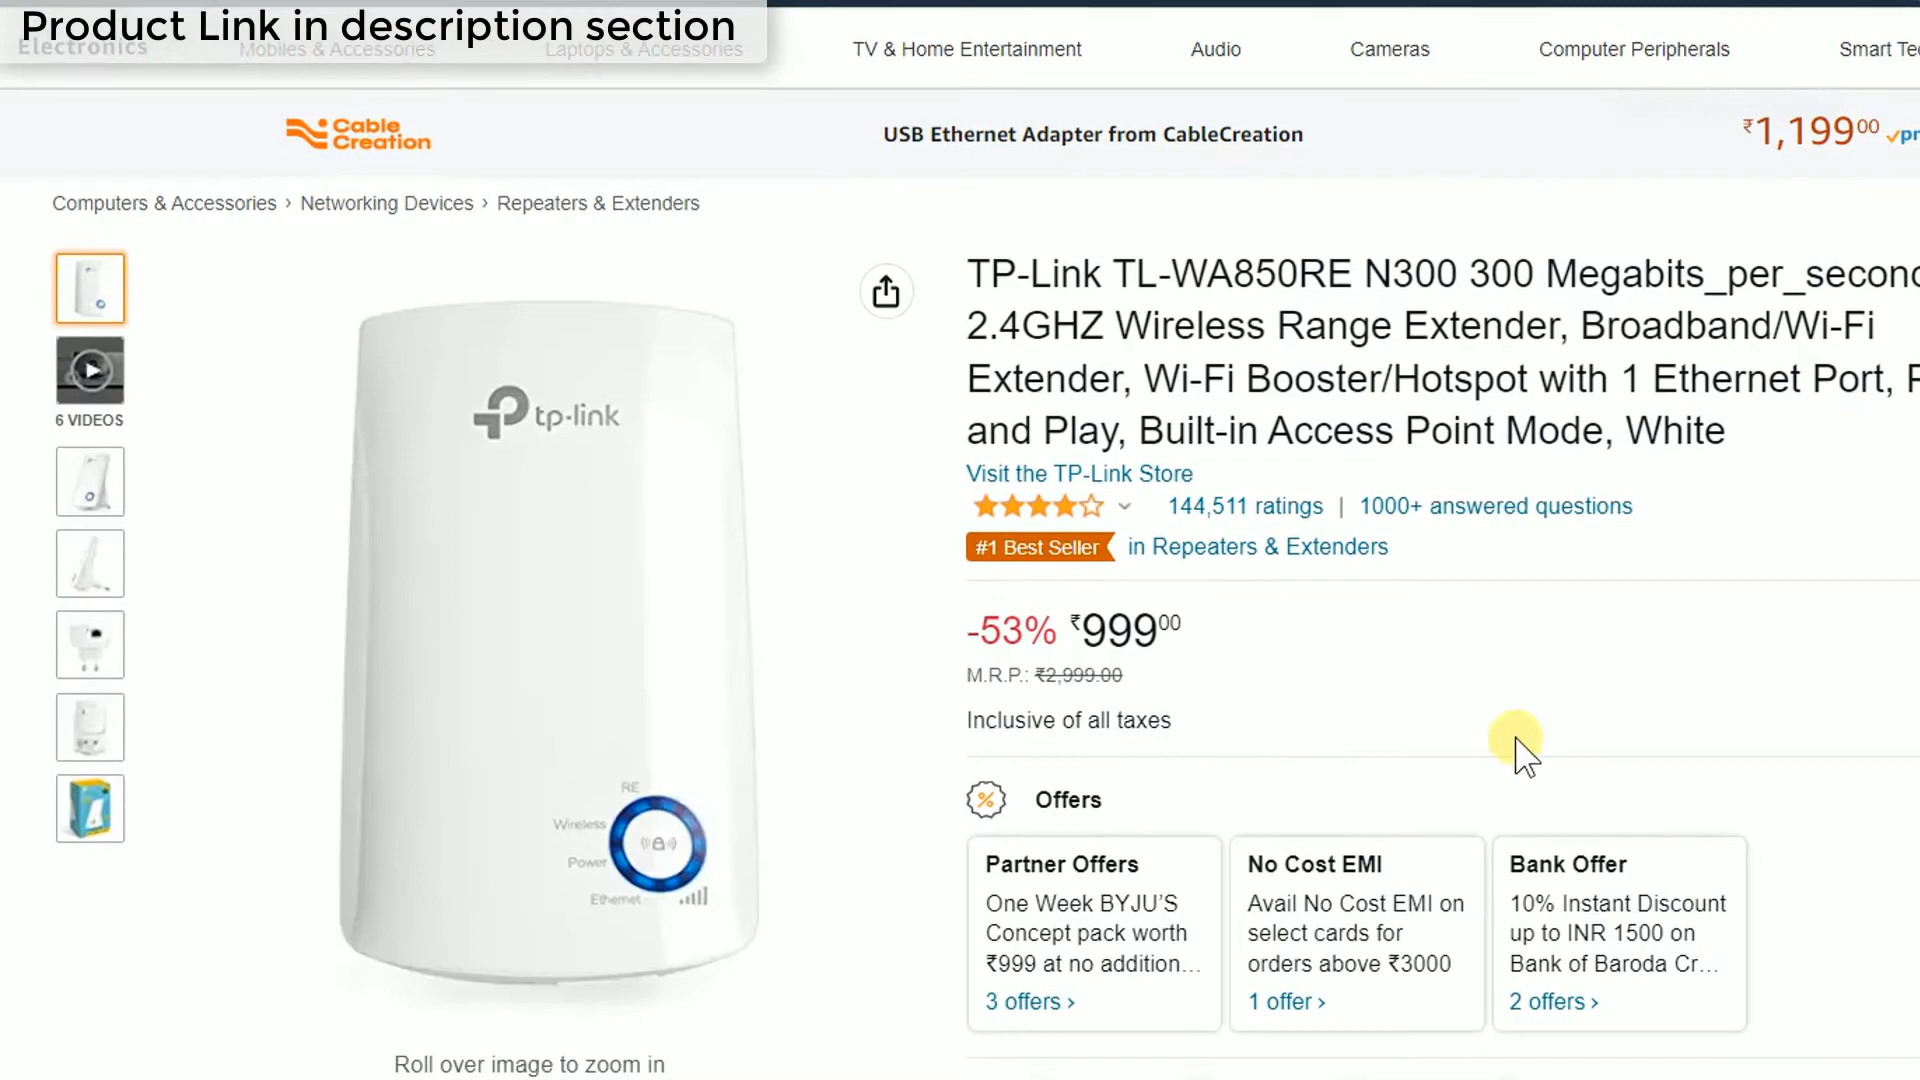 Product Link in description section
Electronics
Mobiles & Accessories
Laptops & Accessories
TV & Home Entertainment
Audio
Cameras
Computer Peripherals
Smart Te
Cable
Creation
USB Ethernet Adapter from CableCreation
₹1,19900
pr
Computers & Accessories › Networking Devices › Repeaters & Extenders
6 VIDEOS
tp-link
RE
Wireless
Power
Ethernet
Roll over image to zoom in
TP-Link TL-WA850RE N300 300 Megabits_per_secon
2.4GHZ Wireless Range Extender, Broadband/Wi-Fi
Extender, Wi-Fi Booster/Hotspot with 1 Ethernet Port, P
and Play, Built-in Access Point Mode, White
Visit the TP-Link Store
144,511 ratings | 1000+ answered questions
#1 Best Seller in Repeaters & Extenders
-53% ₹99900
M.R.P.: ₹2,999.00
Inclusive of all taxes
% Offers
Partner Offers
One Week BYJU'S
Concept pack worth
₹999 at no addition...
3 offers ›
No Cost EMI
Avail No Cost EMI on
select cards for
orders above ₹3000
1 offer ›
Bank Offer
10% Instant Discount
up to INR 1500 on
Bank of Baroda Cr...
2 offers ›